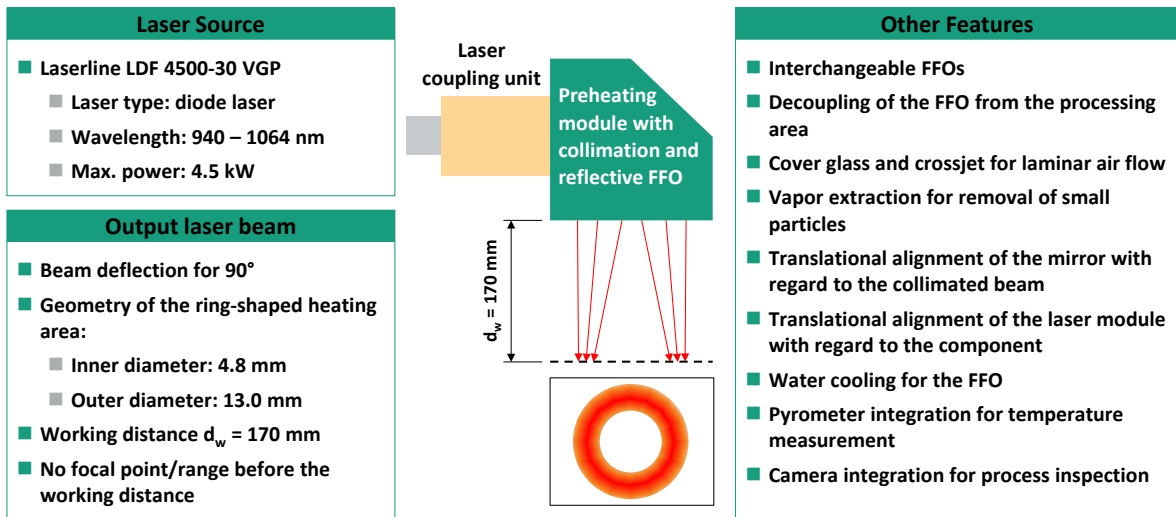 Laser Source
Laserline LDF 4500-30 VGP
Laser type: diode laser
Wavelength: 940 – 1064 nm
Max. power: 4.5 kW
Output laser beam
Beam deflection for 90°
Geometry of the ring-shaped heating
area:
Inner diameter: 4.8 mm
Outer diameter: 13.0 mm
Working distance dw = 170 mm
No focal point/range before the
working distance
Laser
coupling unit
Preheating
module with
collimation and
reflective FFO
dw = 170 mm
Other Features
Interchangeable FFOs
Decoupling of the FFO from the processing
area
Cover glass and crossjet for laminar air flow
Vapor extraction for removal of small
particles
Translational alignment of the mirror with
regard to the collimated beam
Translational alignment of the laser module
with regard to the component
Water cooling for the FFO
Pyrometer integration for temperature
measurement
Camera integration for process inspection